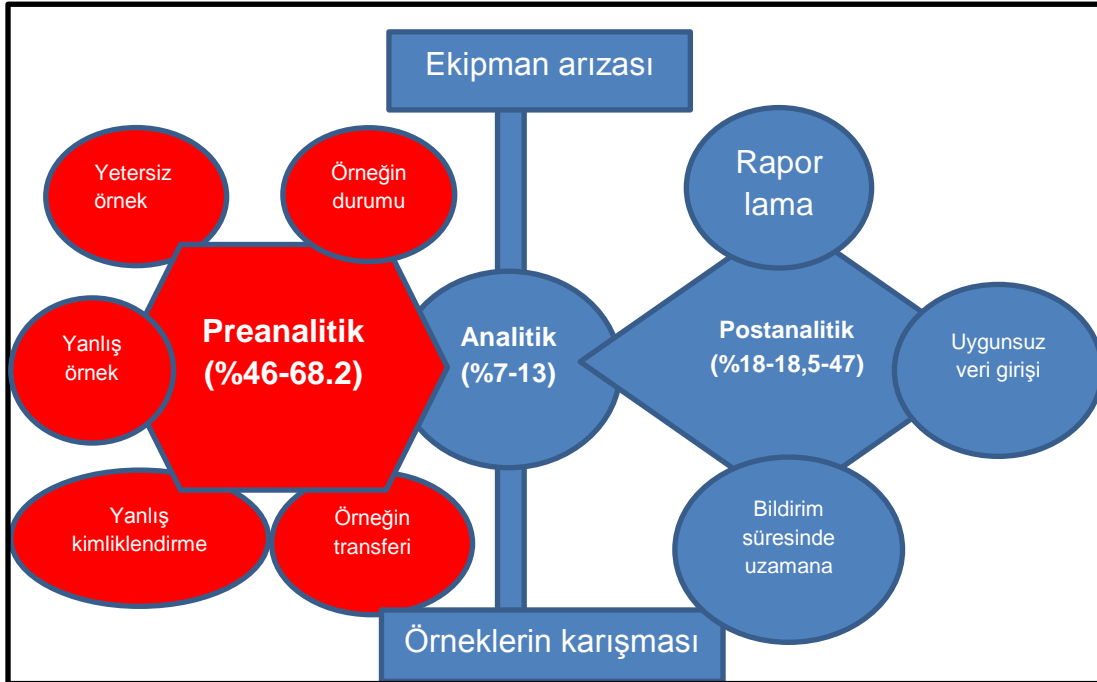 Ekipman arızası
Yetersiz
örnek
Örneğin
durumu
Rapor
lama
Yanlış
örnek
Preanalitik
(%46-68.2)
Analitik
(%7-13)
Postanalitik
(%18-18,5-47)
Uygunsuz
veri girişi
Yanlış
kimliklendirme
Örneğin
transferi
Bildirim
süresinde
uzamana
Örneklerin karışması